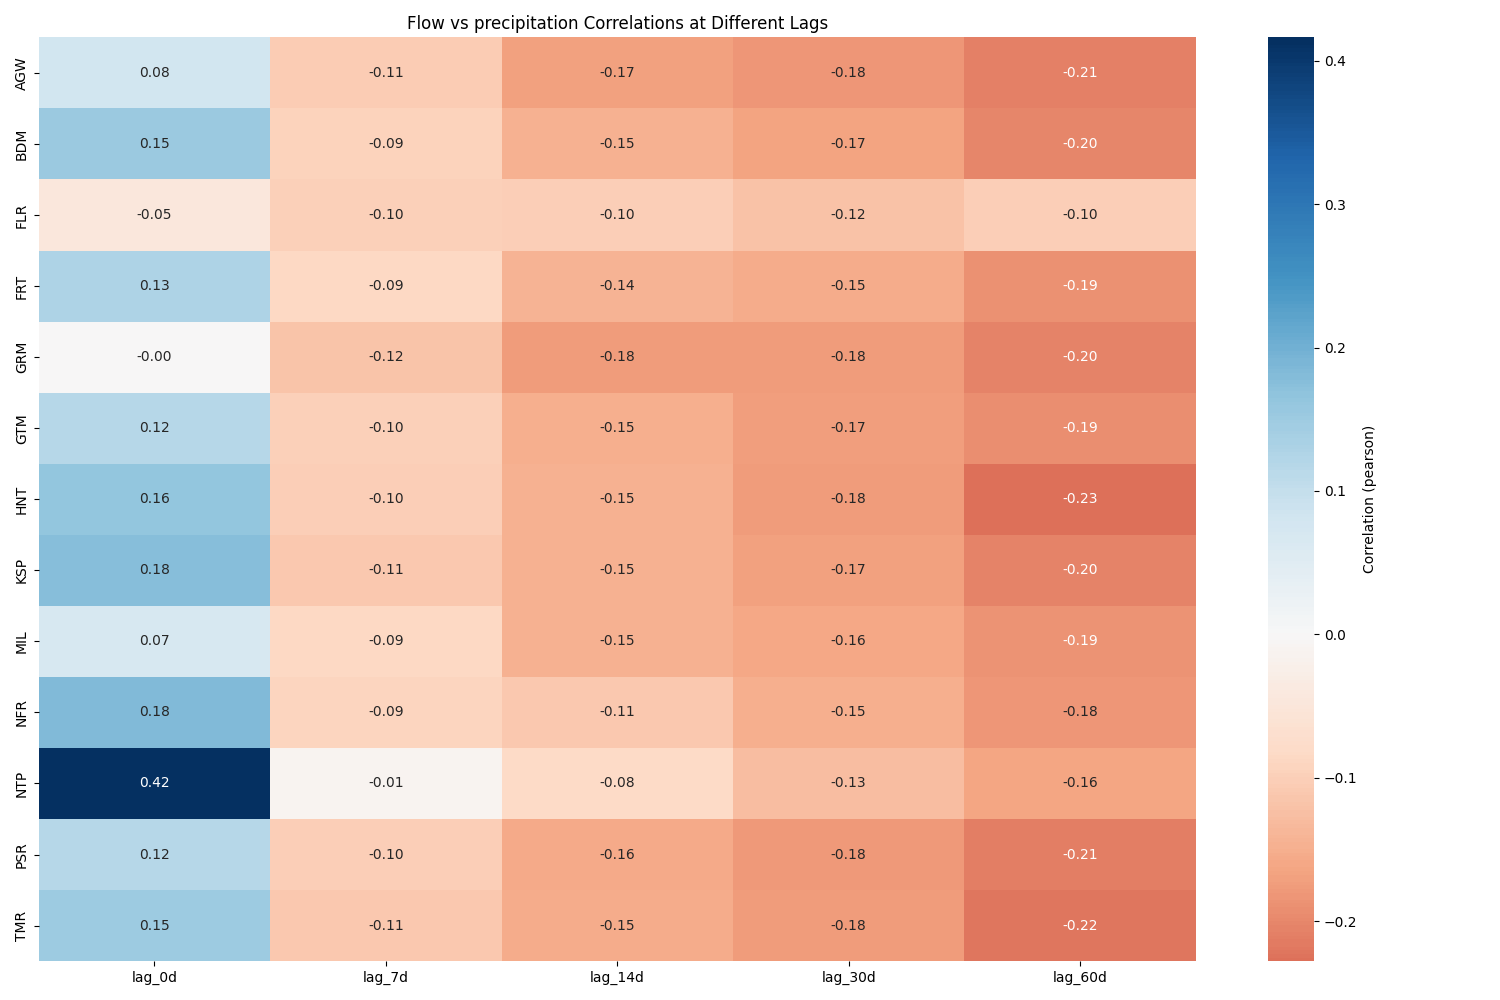 Flow vs precipitation Correlations at Different Lags
AGW 0.08 -0.11 -0.17 -0.18 -0.21
BDM 0.15 -0.09 -0.15 -0.17 -0.20
FLR -0.05 -0.10 -0.10 -0.12 -0.10
FRT 0.13 -0.09 -0.14 -0.15 -0.19
GRM -0.00 -0.12 -0.18 -0.18 -0.20
GTM 0.12 -0.10 -0.15 -0.17 -0.19
HNT 0.16 -0.10 -0.15 -0.18 -0.23
KSP 0.18 -0.11 -0.15 -0.17 -0.20
MIL 0.07 -0.09 -0.15 -0.16 -0.19
NFR 0.18 -0.09 -0.11 -0.15 -0.18
NTP 0.42 -0.01 -0.08 -0.13 -0.16
PSR 0.12 -0.10 -0.16 -0.18 -0.21
TMR 0.15 -0.11 -0.15 -0.18 -0.22
lag_0d lag_7d lag_14d lag_30d lag_60d
0.4
0.3
0.2
0.1
0.0
−0.1
−0.2
Correlation (pearson)